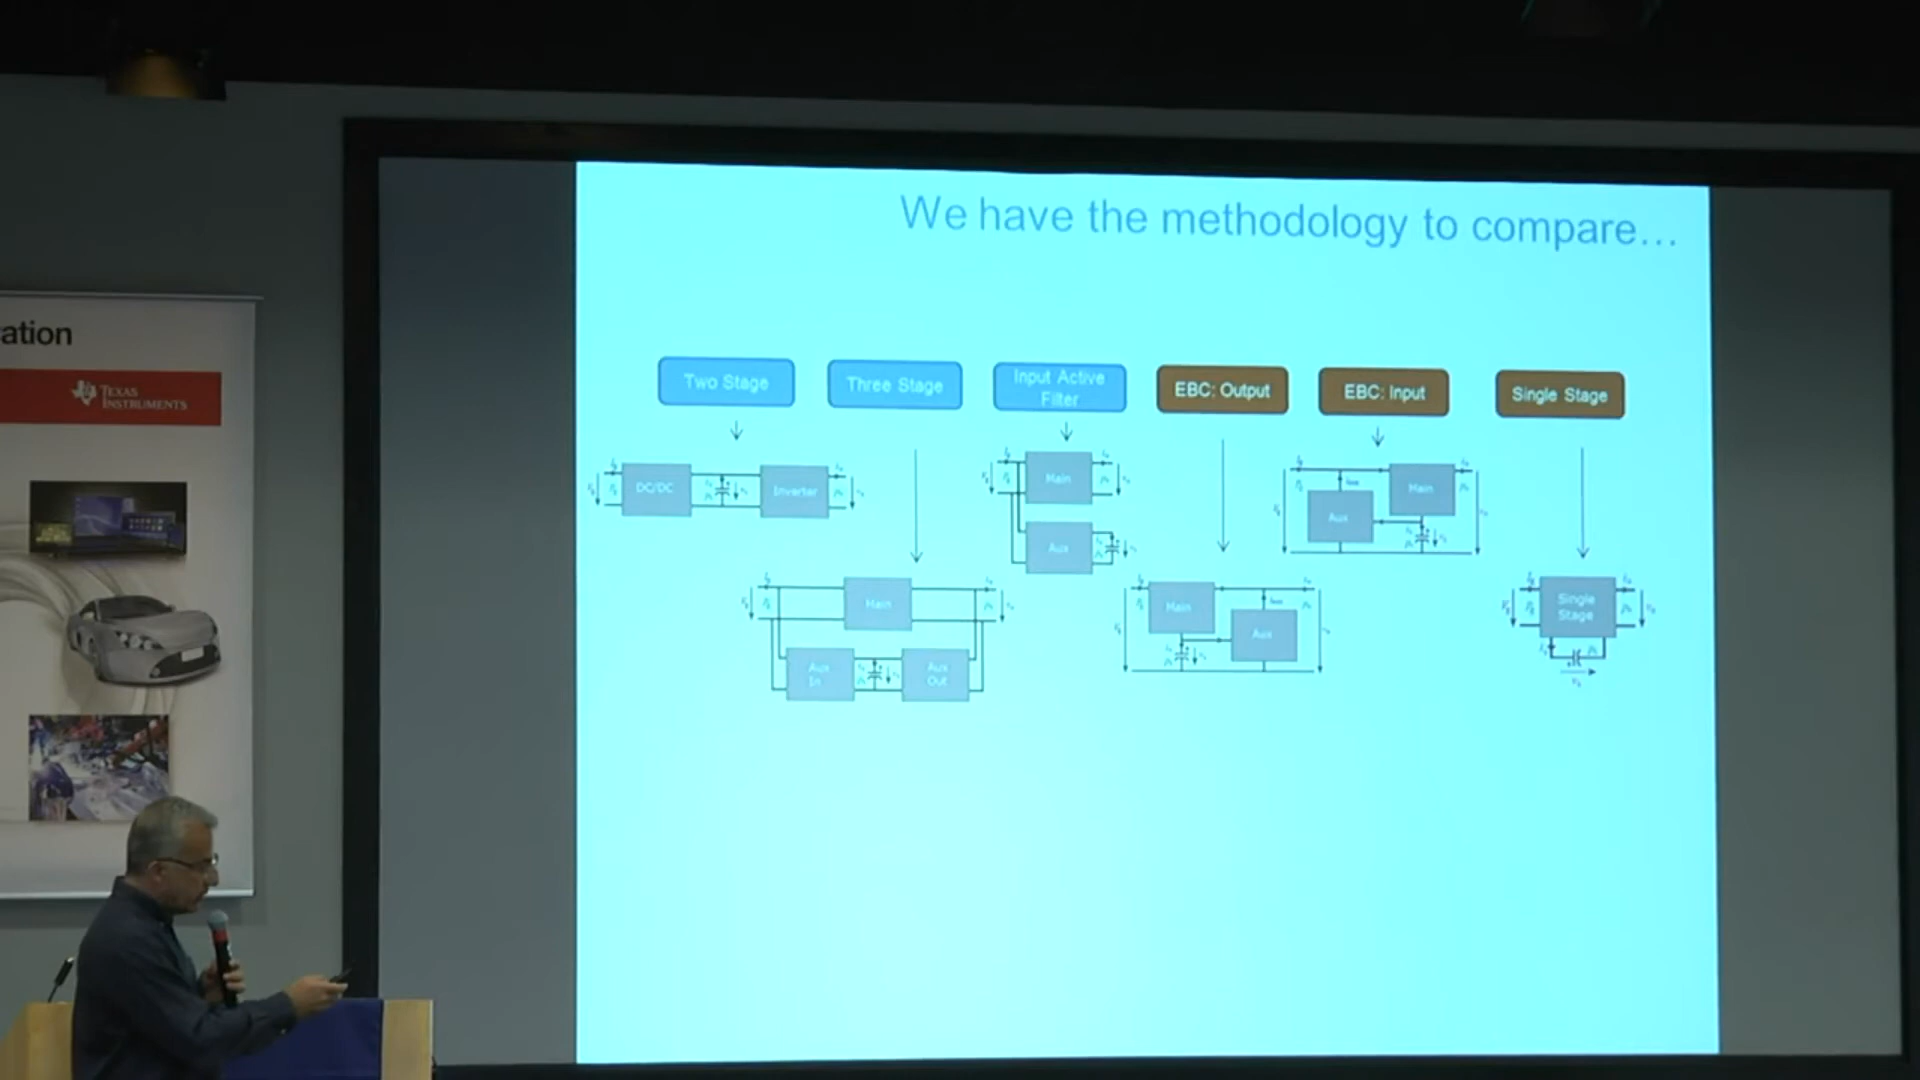 ation
TEXAS
INSTRUMENTS
We have the methodology to compare...
Two Stage
Three Stage
Input Active
Filter
EBC: Output
EBC: Input
Single Stage
DC/DC
Inverter
Main
Aux
Main
Aux
In
Aux
Out
Main
Aux
Main
Aux
Single
Stage